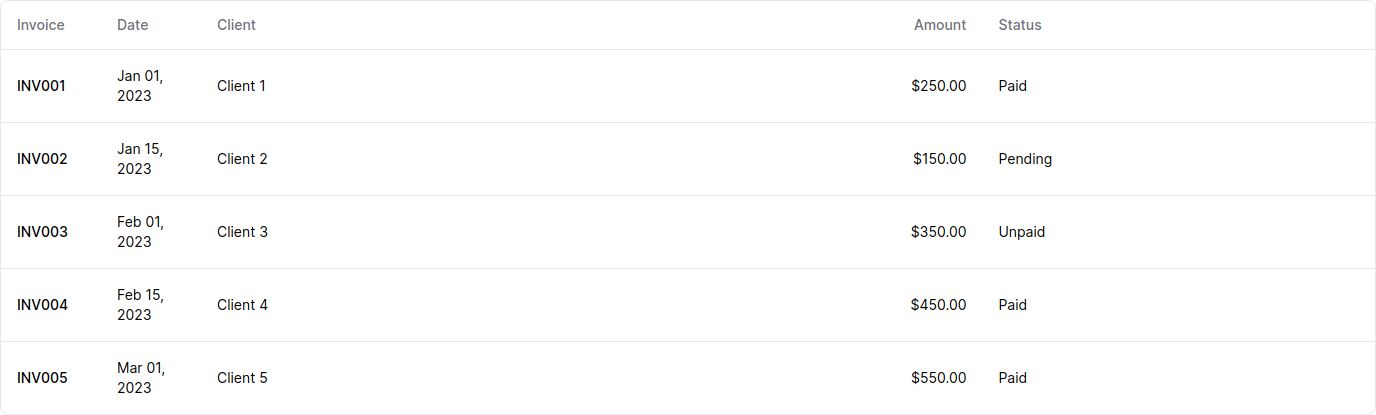 Invoice Date Client Amount Status
INV001 Jan 01, 2023 Client 1 $250.00 Paid
INV002 Jan 15, 2023 Client 2 $150.00 Pending
INV003 Feb 01, 2023 Client 3 $350.00 Unpaid
INV004 Feb 15, 2023 Client 4 $450.00 Paid
INV005 Mar 01, 2023 Client 5 $550.00 Paid